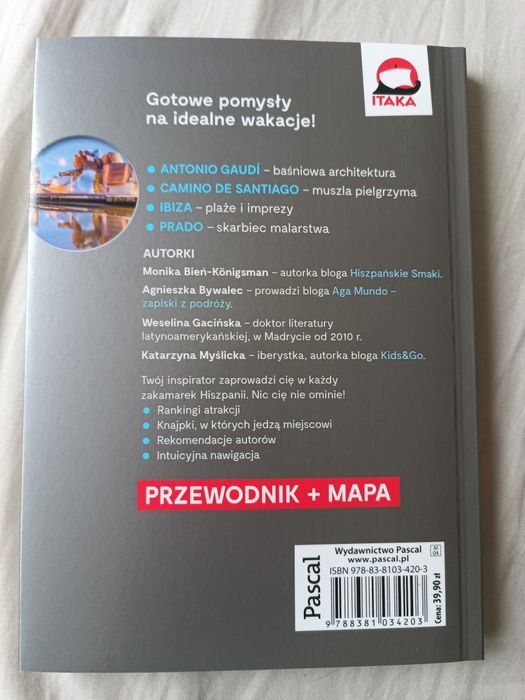 ITAKA
Gotowe pomysły
na idealne wakacje!
ANTONIO GAUDÍ – baśniowa architektura
CAMINO DE SANTIAGO – muszla pielgrzyma
IBIZA – plaże i imprezy
PRADO – skarbiec malarstwa
AUTORKI
Monika Bień-Königsman – autorka bloga Hiszpańskie Smaki.
Agnieszka Bywalec – prowadzi bloga Aga Mundo –
zapiski z podróży.
Weselina Gacińska – doktor literatury
latynoamerykańskiej, w Madrycie od 2010 r.
Katarzyna Myślicka – iberystka, autorka bloga Kids&Go.
Twój inspirator zaprowadzi cię w każdy
zakamarek Hiszpanii. Nic cię nie ominie!
Rankingi atrakcji
Knajpki, w których jedzą miejscowi
Rekomendacje autorów
Intuicyjna nawigacja
PRZEWODNIK + MAPA
Pascal
Wydawnictwo Pascal
www.pascal.pl
ISBN 978-83-8103-420-3
9 788381 034203
Cena: 39,90 zł